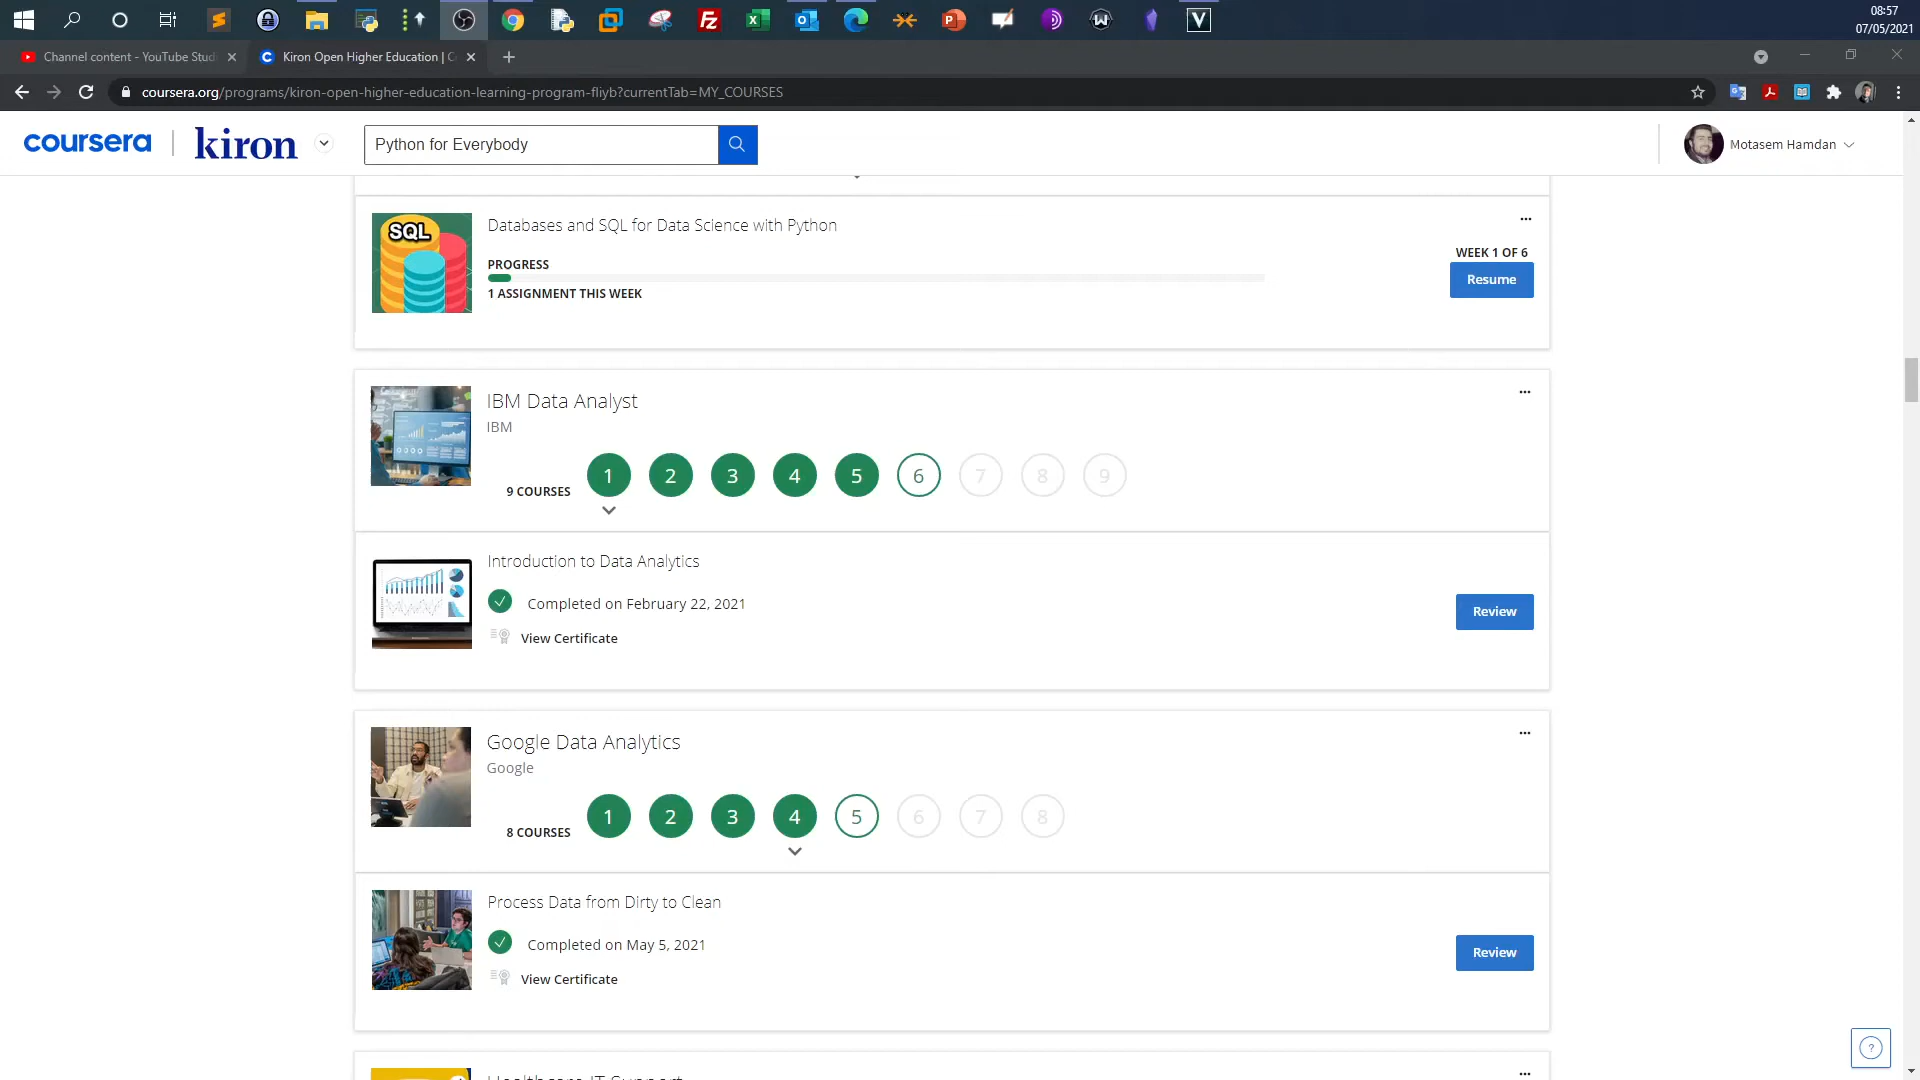 08:57
07/05/2021
Channel content - YouTube Stud
Kiron Open Higher Education | C
coursera.org/programs/kiron-open-higher-education-learning-program-fliyb?currentTab=MY_COURSES
coursera | kiron
Python for Everybody
Motasem Hamdan
SQL
Databases and SQL for Data Science with Python
PROGRESS
WEEK 1 OF 6
Resume
1 ASSIGNMENT THIS WEEK
IBM Data Analyst
IBM
9 COURSES
1 2 3 4 5 6 7 8 9
Introduction to Data Analytics
Completed on February 22, 2021
Review
View Certificate
Google Data Analytics
Google
8 COURSES
1 2 3 4 5 6 7 8
Process Data from Dirty to Clean
Completed on May 5, 2021
Review
View Certificate
Healthcare IT Support